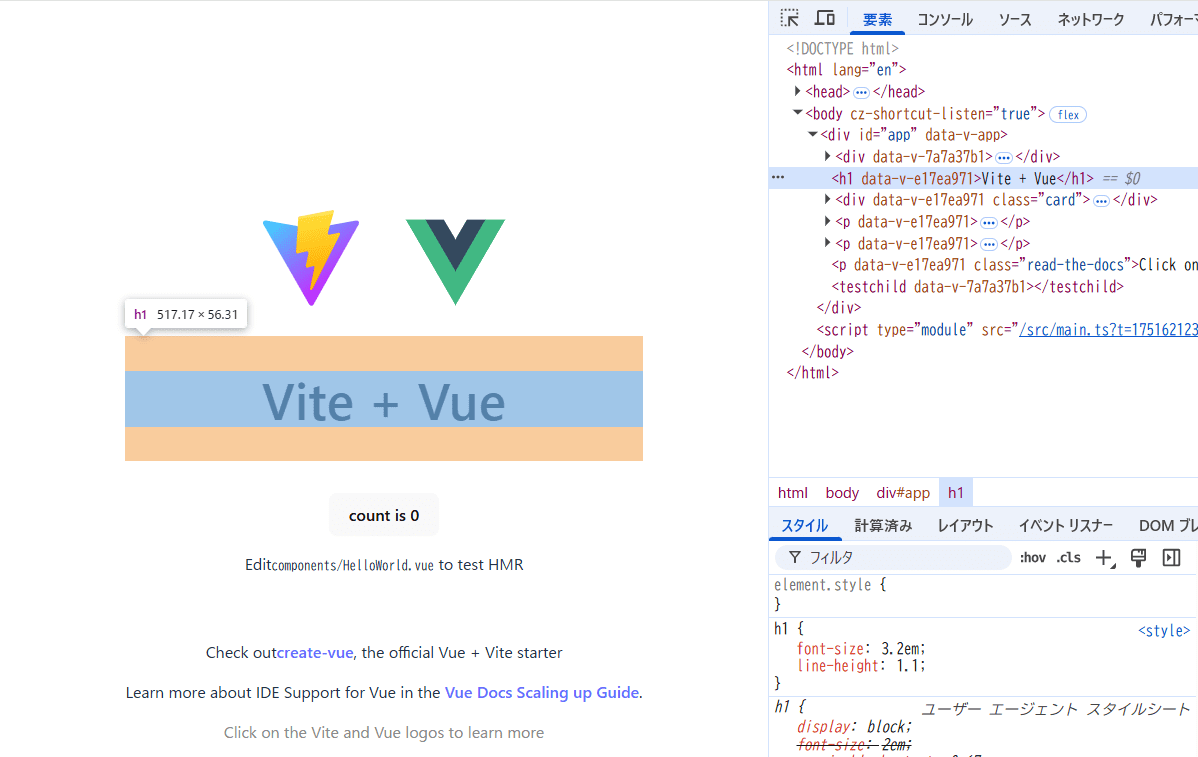 h1 517.17 × 56.31
Vite + Vue
count is 0
Editcomponents/HelloWorld.vue to test HMR
Check outcreate-vue, the official Vue + Vite starter
Learn more about IDE Support for Vue in the Vue Docs Scaling up Guide.
Click on the Vite and Vue logos to learn more
要素 コンソール ソース ネットワーク パフォー
<!DOCTYPE html>
<html lang="en">
<head> ••• </head>
<body cz-shortcut-listen="true"> flex
<div id="app" data-v-app>
<div data-v-7a7a37b1> ••• </div>
••• <h1 data-v-e17ea971>Vite + Vue</h1> == $0
<div data-v-e17ea971 class="card"> ••• </div>
<p data-v-e17ea971> ••• </p>
<p data-v-e17ea971> ••• </p>
<p data-v-e17ea971 class="read-the-docs">Click on
<testchild data-v-7a7a37b1></testchild>
</div>
<script type="module" src="/src/main.ts?t=175162123
</body>
</html>
html body div#app h1
スタイル 計算済み レイアウト イベント リスナー DOM ブレ
フィルタ :hov .cls
element.style {
}
h1 { <style>
font-size: 3.2em;
line-height: 1.1;
}
h1 { ユーザー エージェント スタイルシート
display: block;
font-size: 2em;